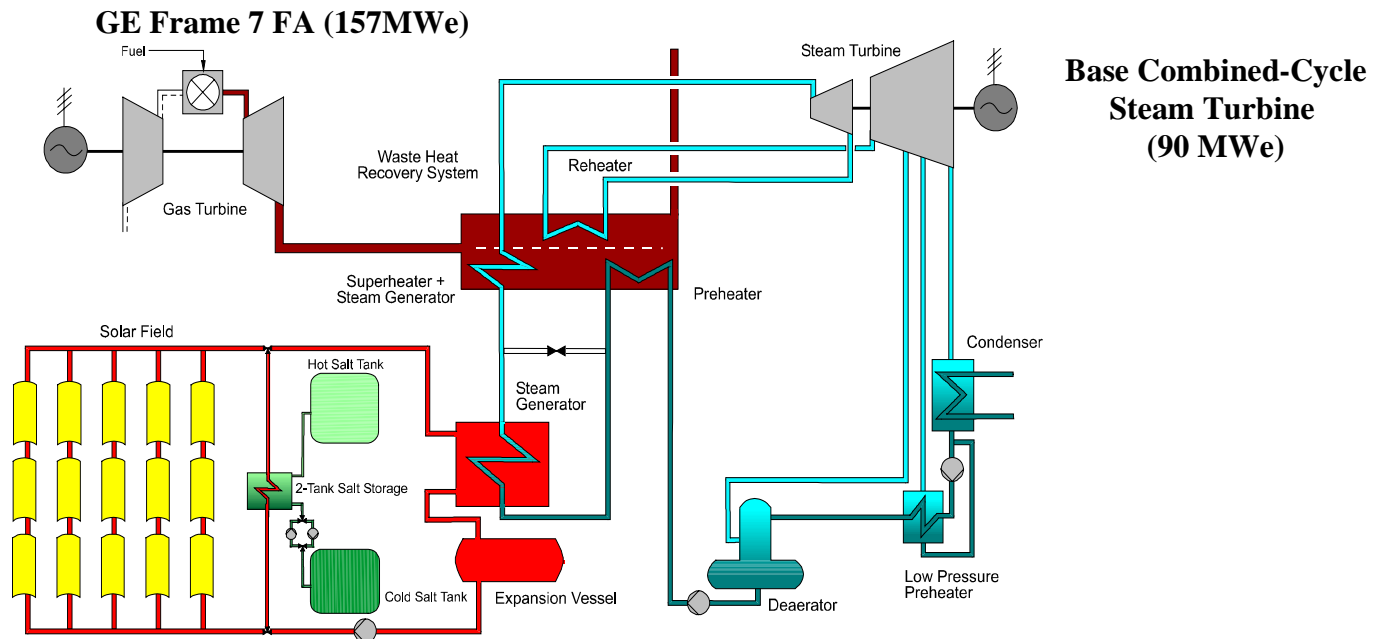 GE Frame 7 FA (157MWe)
Fuel
Steam Turbine
Base Combined-Cycle
Steam Turbine
(90 MWe)
Waste Heat
Recovery System
Reheater
Gas Turbine
Superheater +
Steam Generator
Preheater
Solar Field
Hot Salt Tank
Condenser
Steam
Generator
2-Tank Salt Storage
Low Pressure
Preheater
Cold Salt Tank
Expansion Vessel
Deaerator